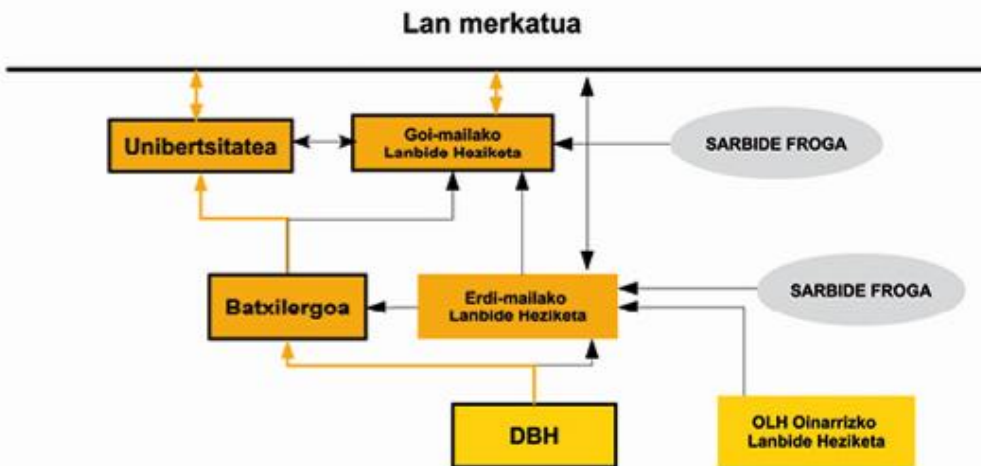 Lan merkatua
Unibertsitatea
Goi-mailako
Lanbide Heziketa
SARBIDE FROGA
Batxilergoa
Erdi-mailako
Lanbide Heziketa
SARBIDE FROGA
DBH
OLH Oinarrizko
Lanbide Heziketa